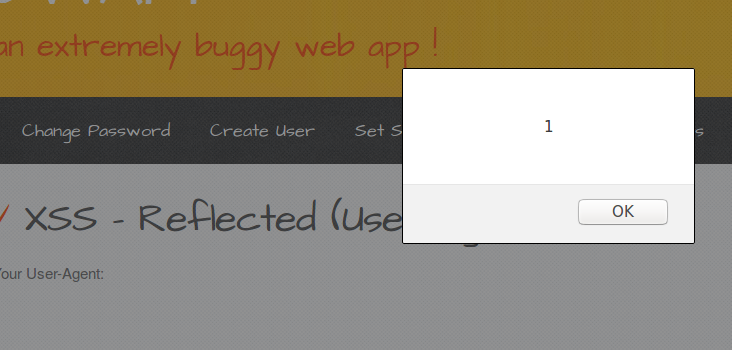 an extremely buggy web app !
Change Password Create User Set S s
/ XSS - Reflected (Use
Your User-Agent:
1
OK